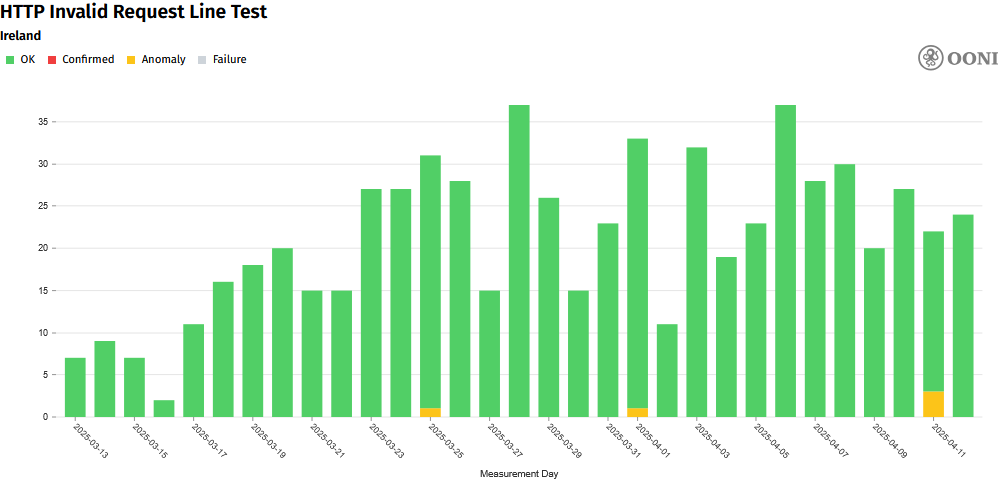 HTTP Invalid Request Line Test
Ireland
OK Confirmed Anomaly Failure
OONI
35
30
25
20
15
10
5
0
2025-03-13 2025-03-15 2025-03-17 2025-03-19 2025-03-21 2025-03-23 2025-03-25 2025-03-27 2025-03-29 2025-03-31 2025-04-01 2025-04-03 2025-04-05 2025-04-07 2025-04-09 2025-04-11
Measurement Day